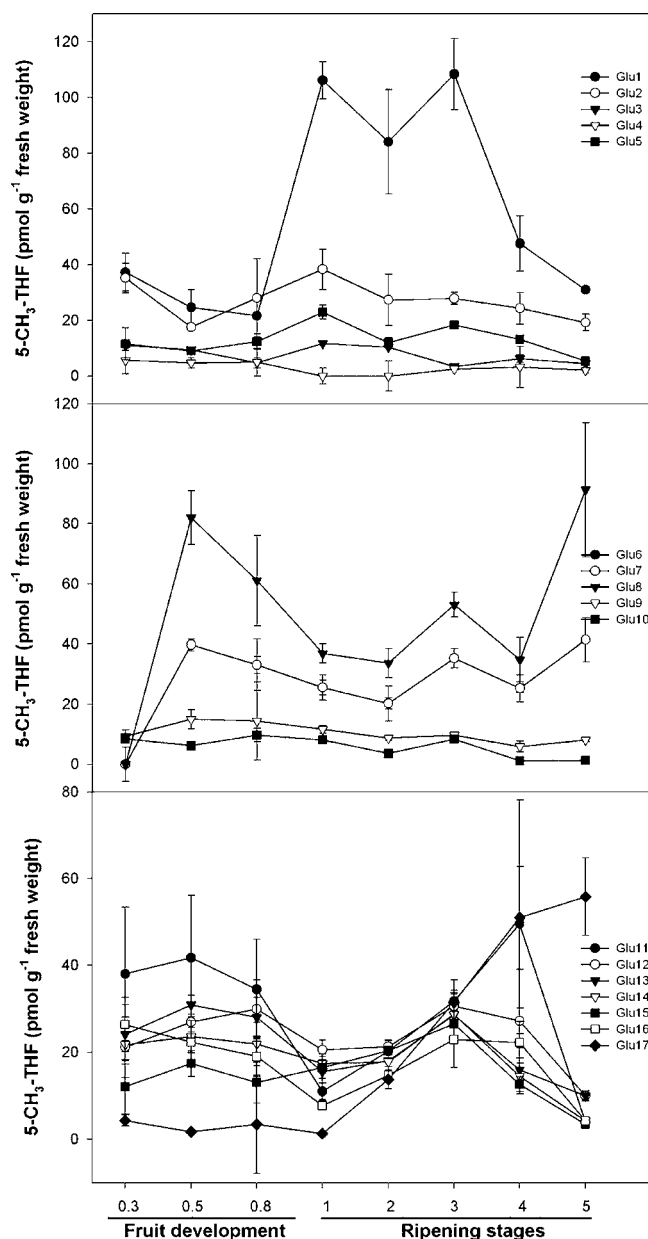 120
100
80
60
40
20
0
5-CH₃-THF (pmol g⁻¹ fresh weight)
Glu1
Glu2
Glu3
Glu4
Glu5
120
100
80
60
40
20
0
5-CH₃-THF (pmol g⁻¹ fresh weight)
Glu6
Glu7
Glu8
Glu9
Glu10
80
60
40
20
0
5-CH₃-THF (pmol g⁻¹ fresh weight)
Glu11
Glu12
Glu13
Glu14
Glu15
Glu16
Glu17
0.3 0.5 0.8 1 2 3 4 5
Fruit development Ripening stages